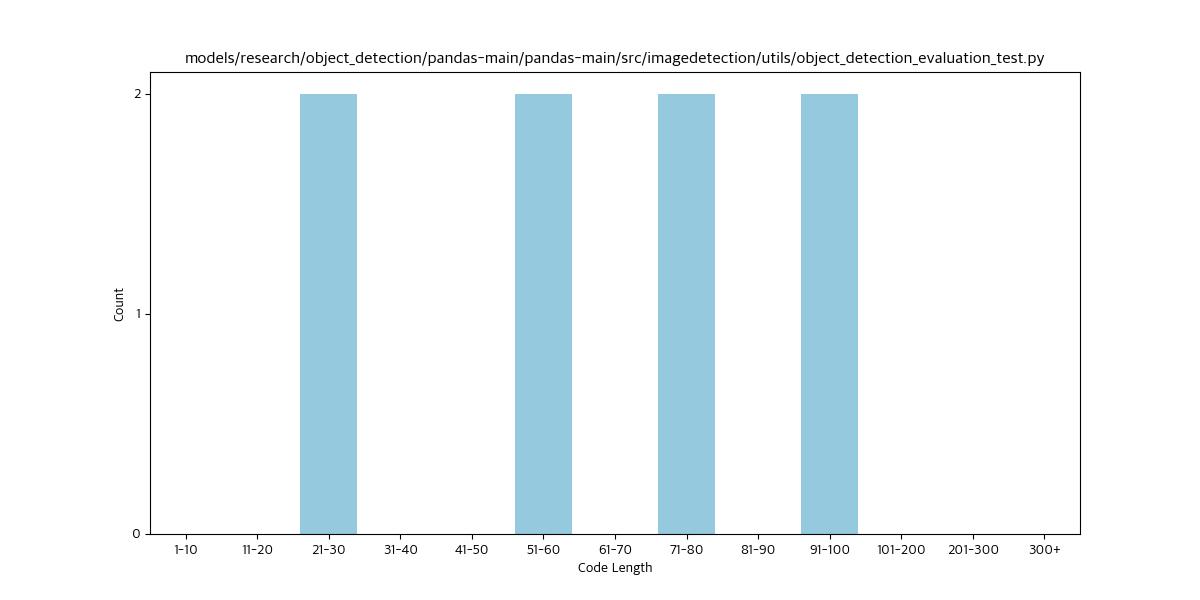 models/research/object_detection/pandas-main/pandas-main/src/imagedetection/utils/object_detection_evaluation_test.py
2
1
0
Count
1-10 11-20 21-30 31-40 41-50 51-60 61-70 71-80 81-90 91-100 101-200 201-300 300+
Code Length